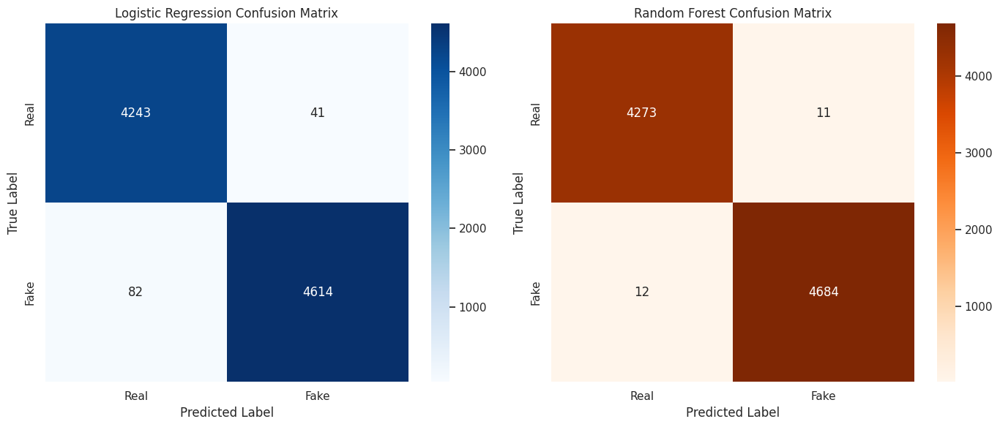 Logistic Regression Confusion Matrix
True Label
Real
Fake
4243 41
82 4614
Real Fake
Predicted Label
4000
3000
2000
1000
Random Forest Confusion Matrix
True Label
Real
Fake
4273 11
12 4684
Real Fake
Predicted Label
4000
3000
2000
1000